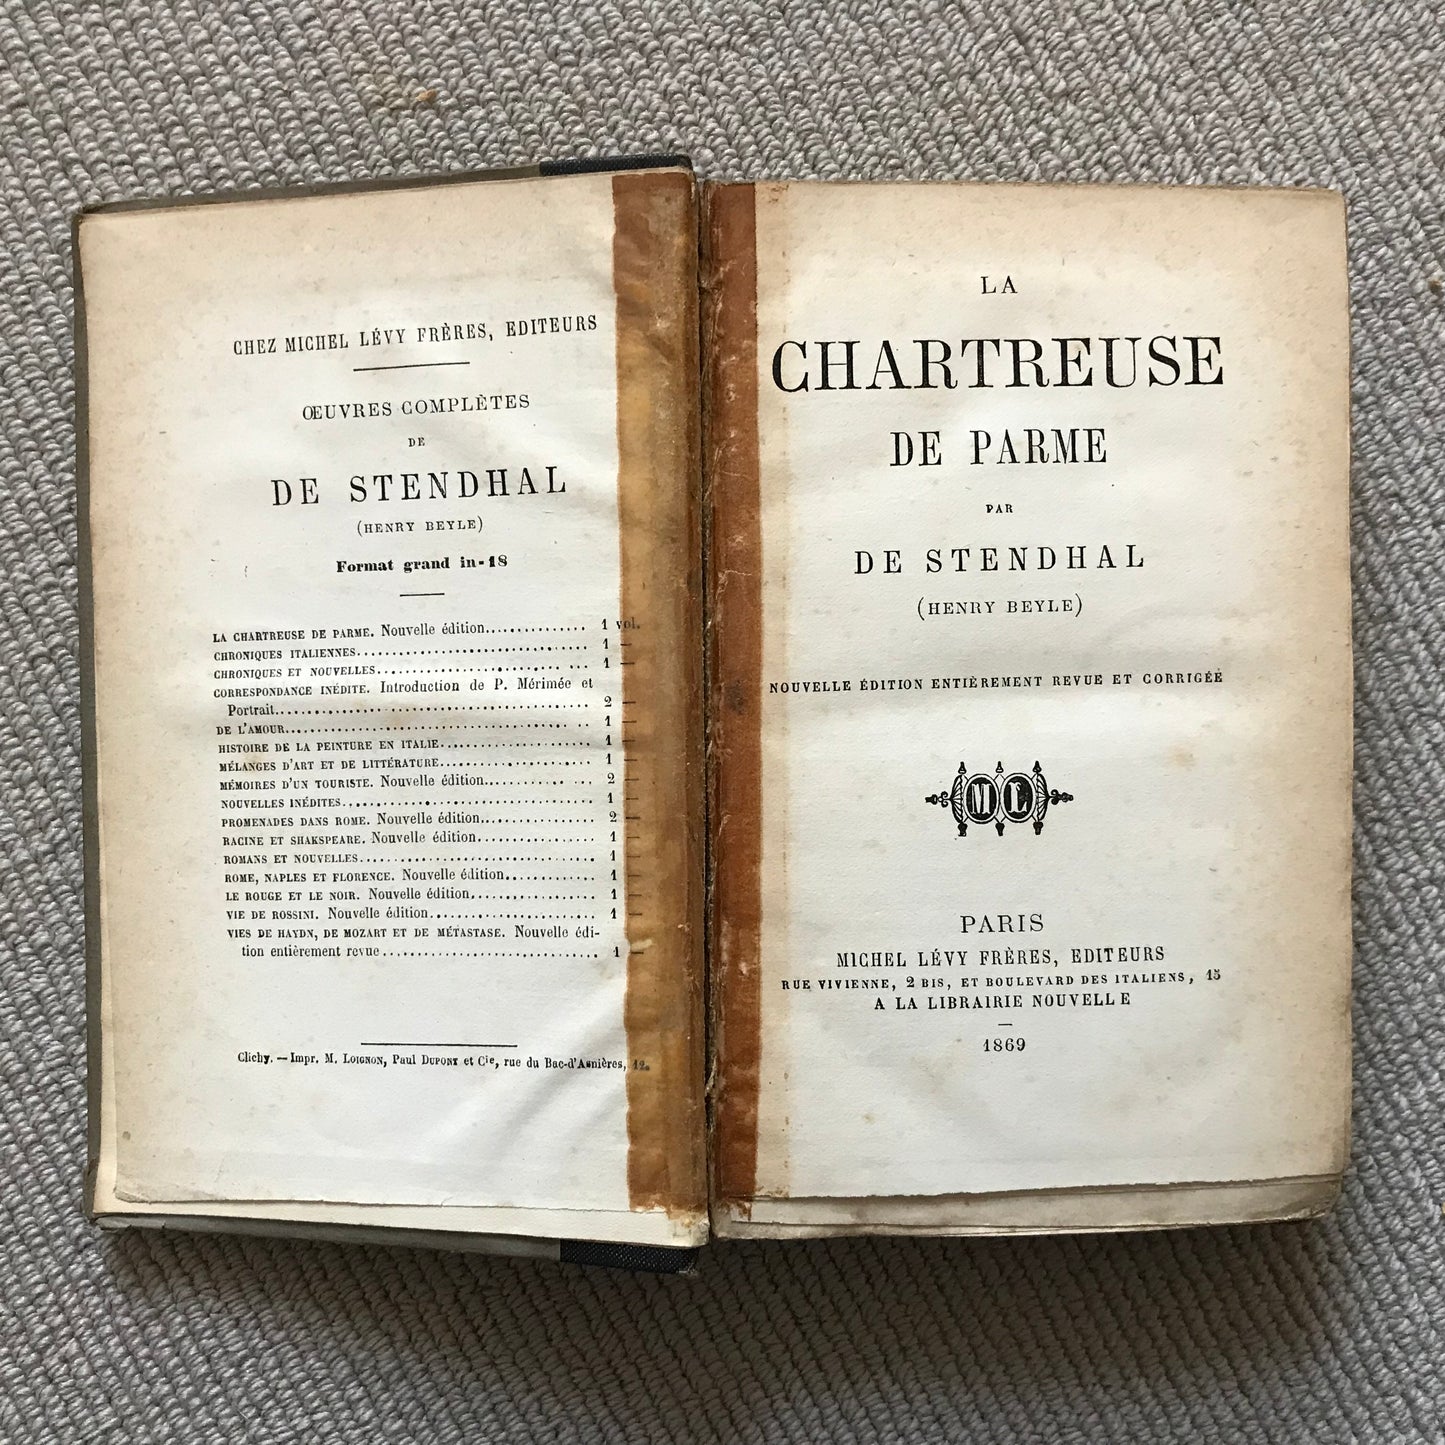 CHEZ MICHEL LÉVY FRÈRES, EDITEURS
ŒUVRES COMPLÈTES
DE
DE STENDHAL
(HENRY BEYLE)
Format grand in-18
LA CHARTREUSE DE PARME. Nouvelle édition............... 1 vol.
CHRONIQUES ITALIENNES.................................... 1 —
CHRONIQUES ET NOUVELLES................................ 1 —
CORRESPONDANCE INÉDITE. Introduction de P. Mérimée et
Portrait.................................................. 2 —
DE L'AMOUR................................................ 1 —
HISTOIRE DE LA PEINTURE EN ITALIE....................... 1 —
MÉLANGES D'ART ET DE LITTÉRATURE....................... 1 —
MÉMOIRES D'UN TOURISTE. Nouvelle édition............... 2 —
NOUVELLES INÉDITES....................................... 1 —
PROMENADES DANS ROME. Nouvelle édition................. 2 —
RACINE ET SHAKSPEARE. Nouvelle édition................. 1 —
ROMANS ET NOUVELLES..................................... 1 —
ROME, NAPLES ET FLORENCE. Nouvelle édition............. 1 —
LE ROUGE ET LE NOIR. Nouvelle édition................... 1 —
VIE DE ROSSINI. Nouvelle édition......................... 1 —
VIES DE HAYDN, DE MOZART ET DE MÉTASTASE. Nouvelle édi-
tion entièrement revue................................... 1 —
Clichy. — Impr. M. LOIGNON, Paul DUPONT et Cie, rue du Bac-d'Asnières, 12.
LA
CHARTREUSE
DE PARME
PAR
DE STENDHAL
(HENRY BEYLE)
NOUVELLE ÉDITION ENTIÈREMENT REVUE ET CORRIGÉE
ML
PARIS
MICHEL LÉVY FRÈRES, EDITEURS
RUE VIVIENNE, 2 BIS, ET BOULEVARD DES ITALIENS, 15
A LA LIBRAIRIE NOUVELLE
—
1869